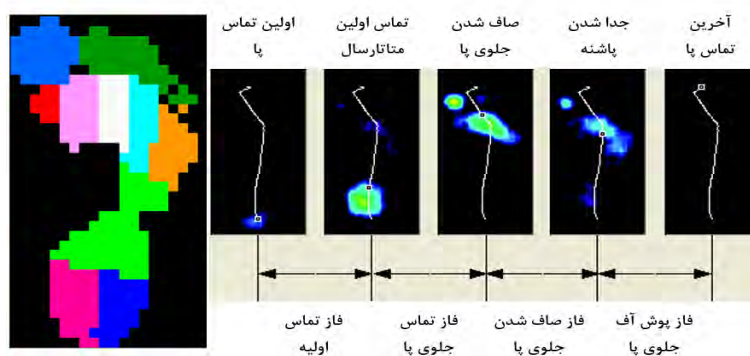 اولین تماس
پا
تماس اولین
متاتارسال
صاف شدن
جلوی پا
جدا شدن
پاشنه
آخرین
تماس پا
فاز تماس
اولیه
فاز تماس
جلوی پا
فاز صاف شدن
جلوی پا
فاز پوش آف
جلوی پا